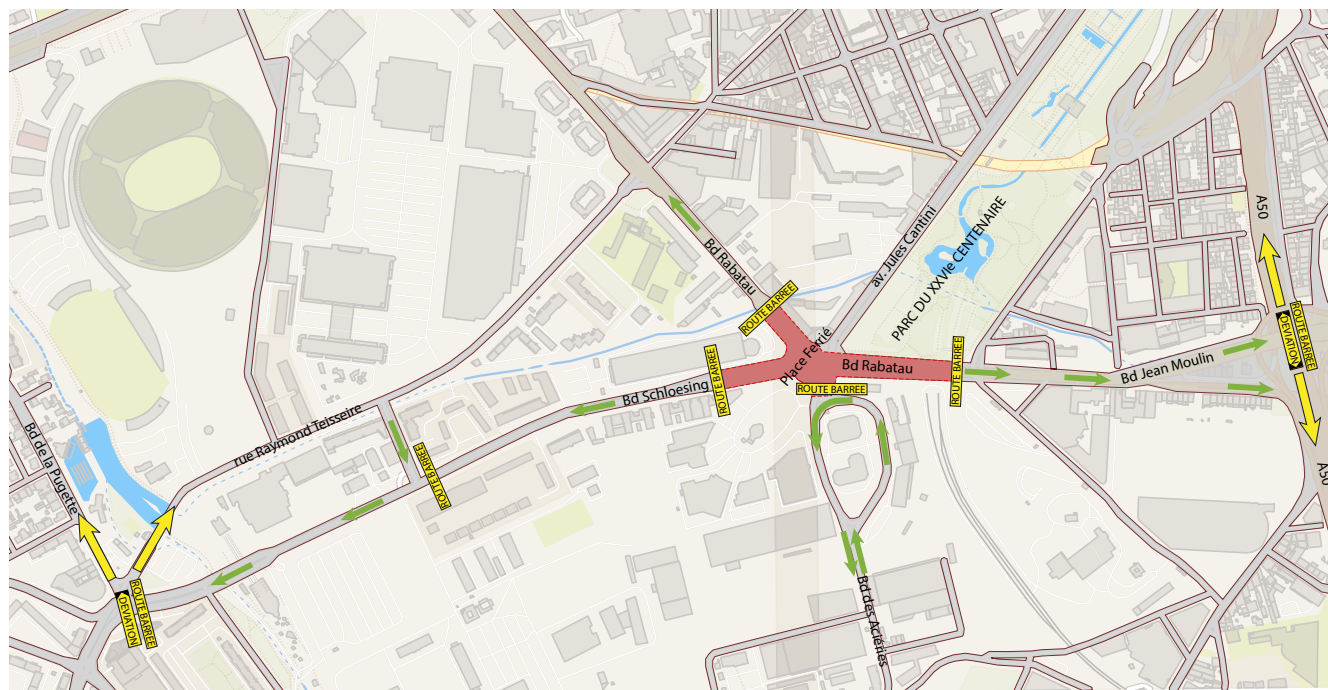 A50
av. Jules Cantini
PARC DU XXVIe CENTENAIRE
Bd Rabatau
ROUTE BARREE
ROUTE BARREE
DEVIATION
Place Ferrié
Bd Rabatau
Bd Jean Moulin
ROUTE BARREE
ROUTE BARREE
Bd Schloesing
ROUTE BARREE
rue Raymond Teisseire
Bd de la Pugette
ROUTE BARREE
A50
ROUTE BARREE
DEVIATION
Bd des Aciéries